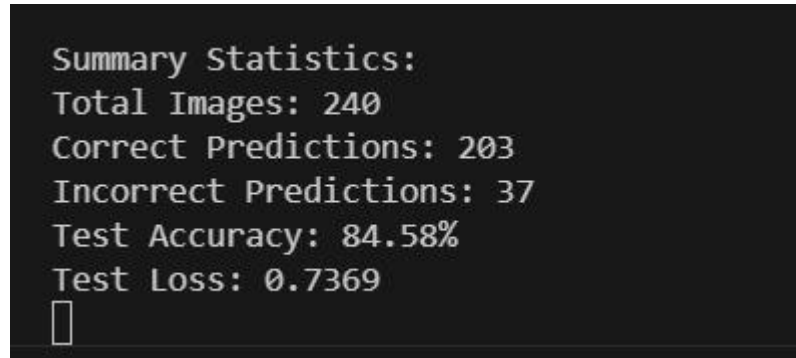 Summary Statistics:
Total Images: 240
Correct Predictions: 203
Incorrect Predictions: 37
Test Accuracy: 84.58%
Test Loss: 0.7369